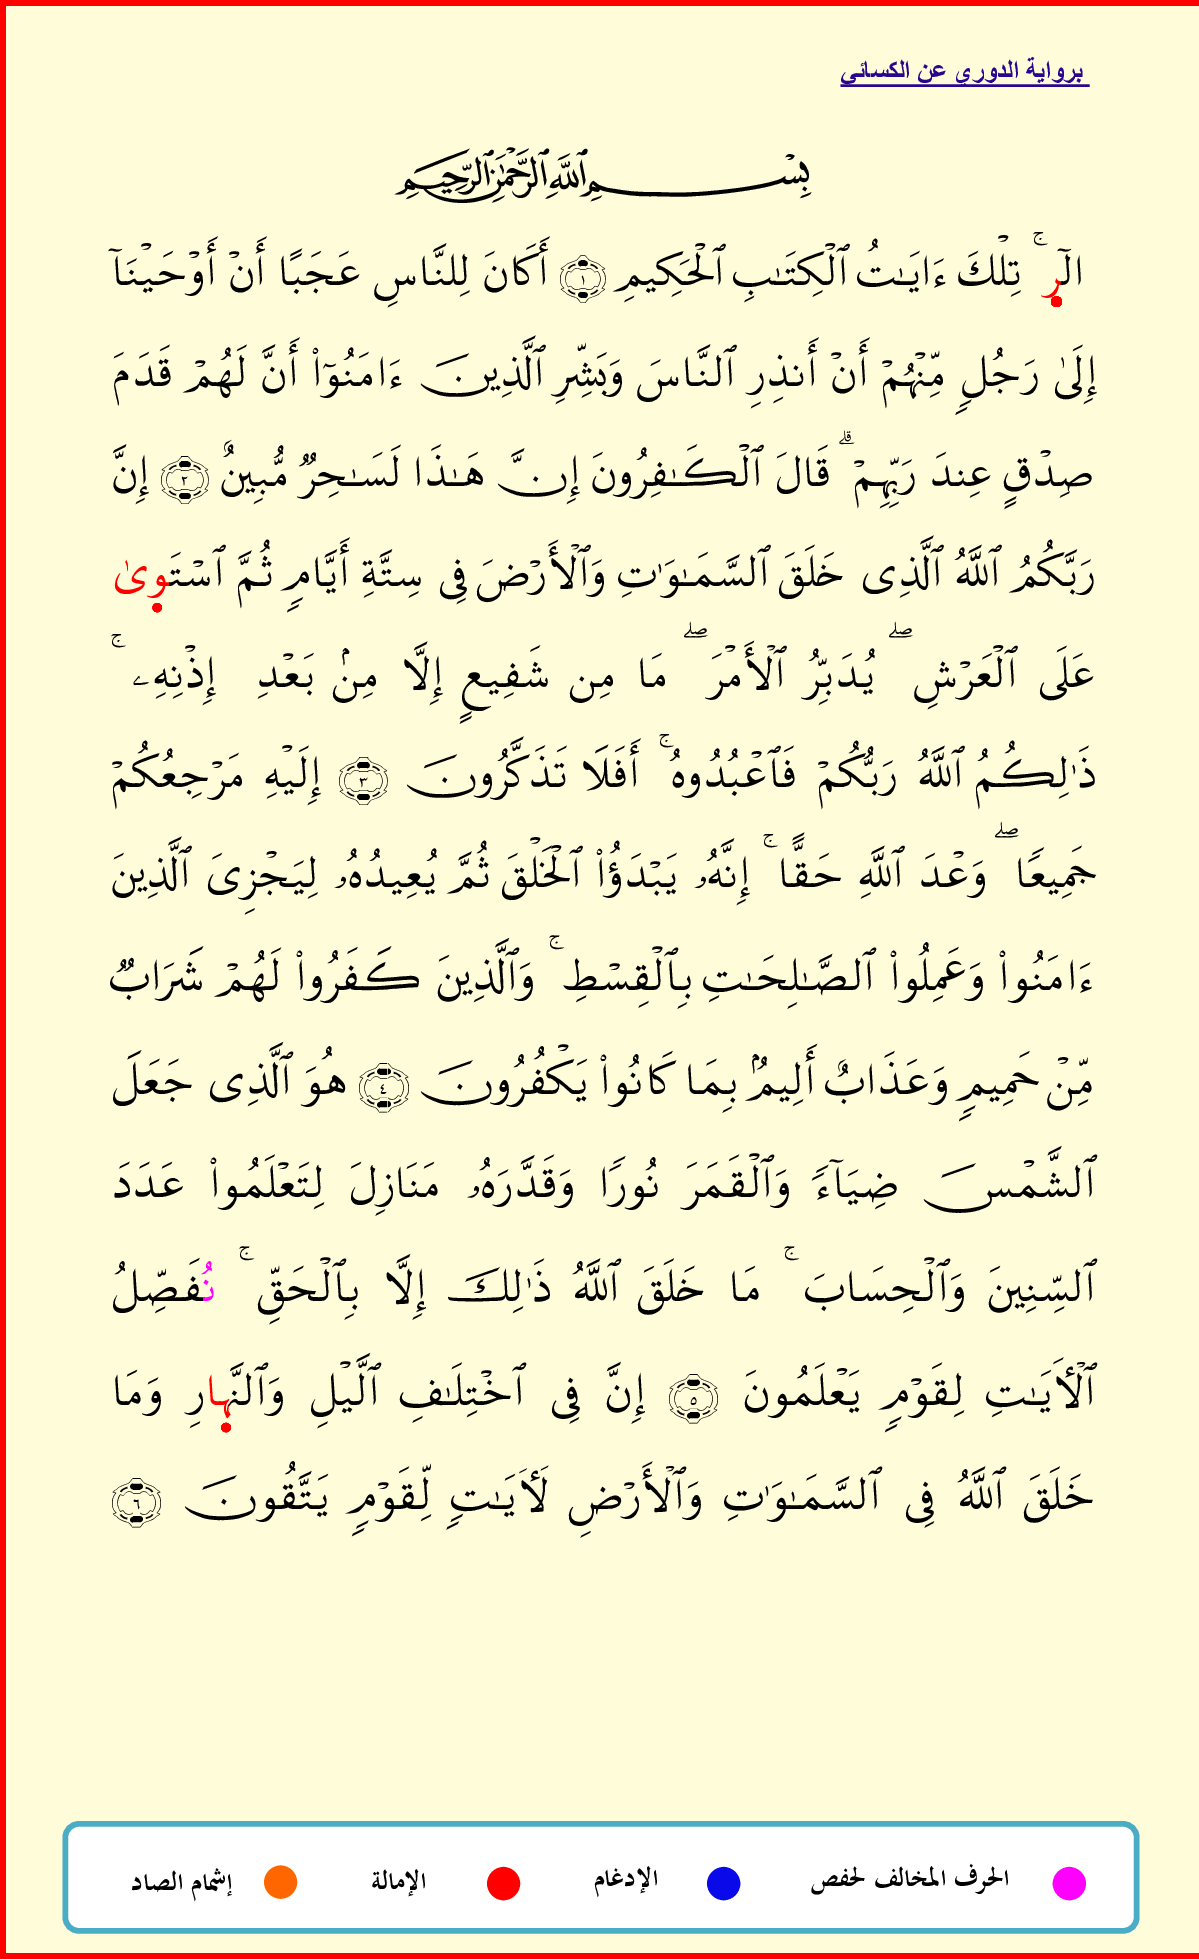 برواية الدوري عن الكسائي
بِسْمِ ٱللَّهِ ٱلرَّحْمَٰنِ ٱلرَّحِيمِ
الٓرۚ تِلْكَ ءَايَـٰتُ ٱلْكِتَـٰبِ ٱلْحَكِيمِ ١ أَكَانَ لِلنَّاسِ عَجَبًا أَنْ أَوْحَيْنَآ
إِلَىٰ رَجُلٍ مِّنْهُمْ أَنْ أَنذِرِ ٱلنَّاسَ وَبَشِّرِ ٱلَّذِينَ ءَامَنُوٓا۟ أَنَّ لَهُمْ قَدَمَ
صِدْقٍ عِندَ رَبِّهِمْ ۗ قَالَ ٱلْكَـٰفِرُونَ إِنَّ هَـٰذَا لَسَـٰحِرٌ مُّبِينٌ ٢ إِنَّ
رَبَّكُمُ ٱللَّهُ ٱلَّذِى خَلَقَ ٱلسَّمَـٰوَٰتِ وَٱلْأَرْضَ فِى سِتَّةِ أَيَّامٍ ثُمَّ ٱسْتَوِىٰ
عَلَى ٱلْعَرْشِ ۖ يُدَبِّرُ ٱلْأَمْرَ ۖ مَا مِن شَفِيعٍ إِلَّا مِنۢ بَعْدِ إِذْنِهِۦ ۚ
ذَٰلِكُمُ ٱللَّهُ رَبُّكُمْ فَٱعْبُدُوهُ ۚ أَفَلَا تَذَكَّرُونَ ٣ إِلَيْهِ مَرْجِعُكُمْ
جَمِيعًا ۖ وَعْدَ ٱللَّهِ حَقًّا ۚ إِنَّهُۥ يَبْدَؤُا۟ ٱلْخَلْقَ ثُمَّ يُعِيدُهُۥ لِيَجْزِىَ ٱلَّذِينَ
ءَامَنُوا۟ وَعَمِلُوا۟ ٱلصَّـٰلِحَـٰتِ بِٱلْقِسْطِ ۚ وَٱلَّذِينَ كَفَرُوا۟ لَهُمْ شَرَابٌ
مِّنْ حَمِيمٍ وَعَذَابٌ أَلِيمٌۢ بِمَا كَانُوا۟ يَكْفُرُونَ ٤ هُوَ ٱلَّذِى جَعَلَ
ٱلشَّمْسَ ضِيَآءً وَٱلْقَمَرَ نُورًا وَقَدَّرَهُۥ مَنَازِلَ لِتَعْلَمُوا۟ عَدَدَ
ٱلسِّنِينَ وَٱلْحِسَابَ ۚ مَا خَلَقَ ٱللَّهُ ذَٰلِكَ إِلَّا بِٱلْحَقِّ ۚ نُفَصِّلُ
ٱلْـَٔايَـٰتِ لِقَوْمٍ يَعْلَمُونَ ٥ إِنَّ فِى ٱخْتِلَـٰفِ ٱلَّيْلِ وَٱلنَّهِارِ وَمَا
خَلَقَ ٱللَّهُ فِى ٱلسَّمَـٰوَٰتِ وَٱلْأَرْضِ لَـَٔايَـٰتٍ لِّقَوْمٍ يَتَّقُونَ ٦
الحرف المخالف لحفص الإدغام الإمالة إشمام الصاد